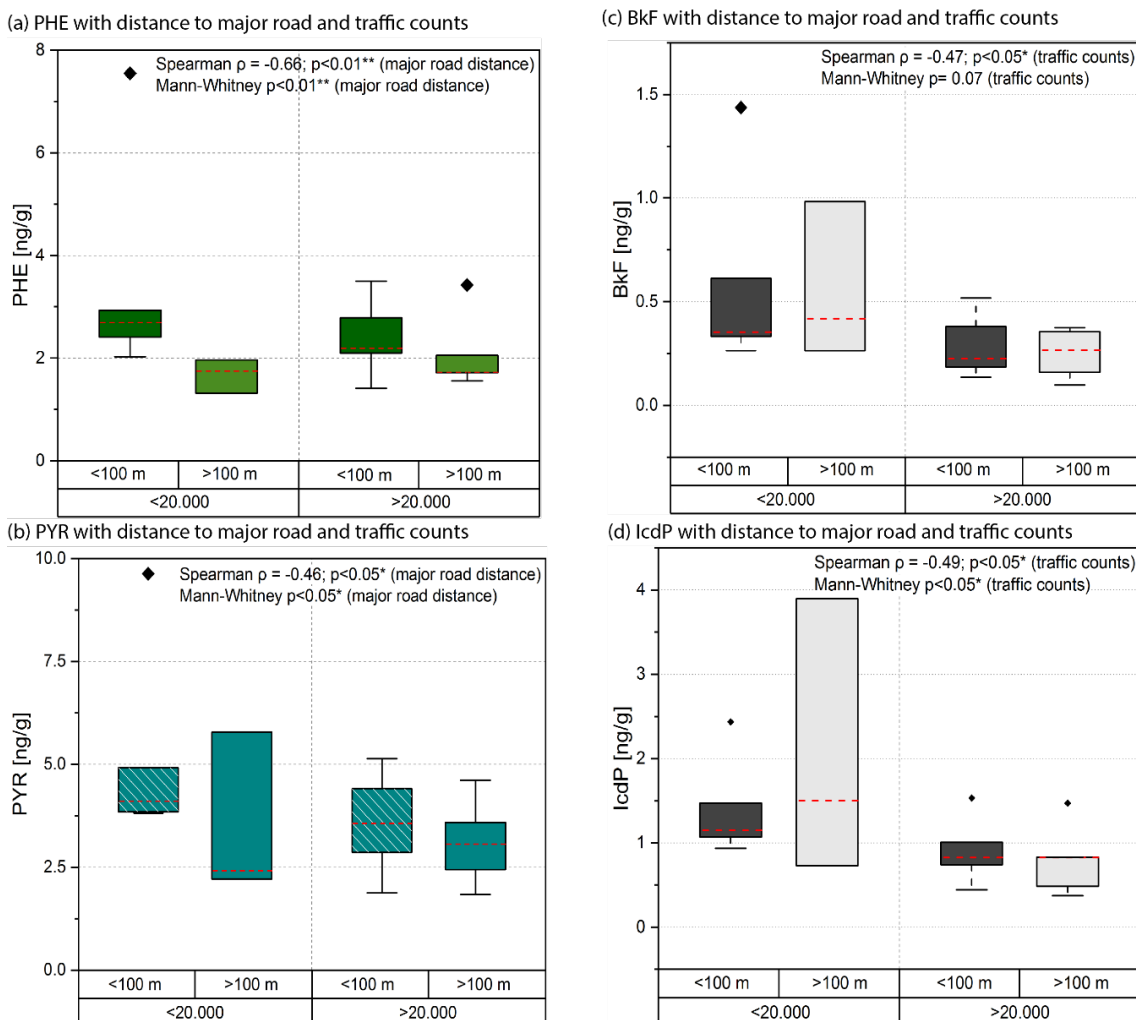 (a) PHE with distance to major road and traffic counts
8
6
4
2
0
PHE [ng/g]
Spearman ρ = -0.66; p<0.01** (major road distance)
Mann-Whitney p<0.01** (major road distance)
<100 m >100 m <100 m >100 m
<20.000 >20.000
(b) PYR with distance to major road and traffic counts
10.0
7.5
5.0
2.5
0.0
PYR [ng/g]
Spearman ρ = -0.46; p<0.05* (major road distance)
Mann-Whitney p<0.05* (major road distance)
<100 m >100 m <100 m >100 m
<20.000 >20.000
(c) BkF with distance to major road and traffic counts
1.5
1.0
0.5
0.0
BkF [ng/g]
Spearman ρ = -0.47; p<0.05* (traffic counts)
Mann-Whitney p= 0.07 (traffic counts)
<100 m >100 m <100 m >100 m
<20.000 >20.000
(d) IcdP with distance to major road and traffic counts
4
3
2
1
0
IcdP [ng/g]
Spearman ρ = -0.49; p<0.05* (traffic counts)
Mann-Whitney p<0.05* (traffic counts)
<100 m >100 m <100 m >100 m
<20.000 >20.000